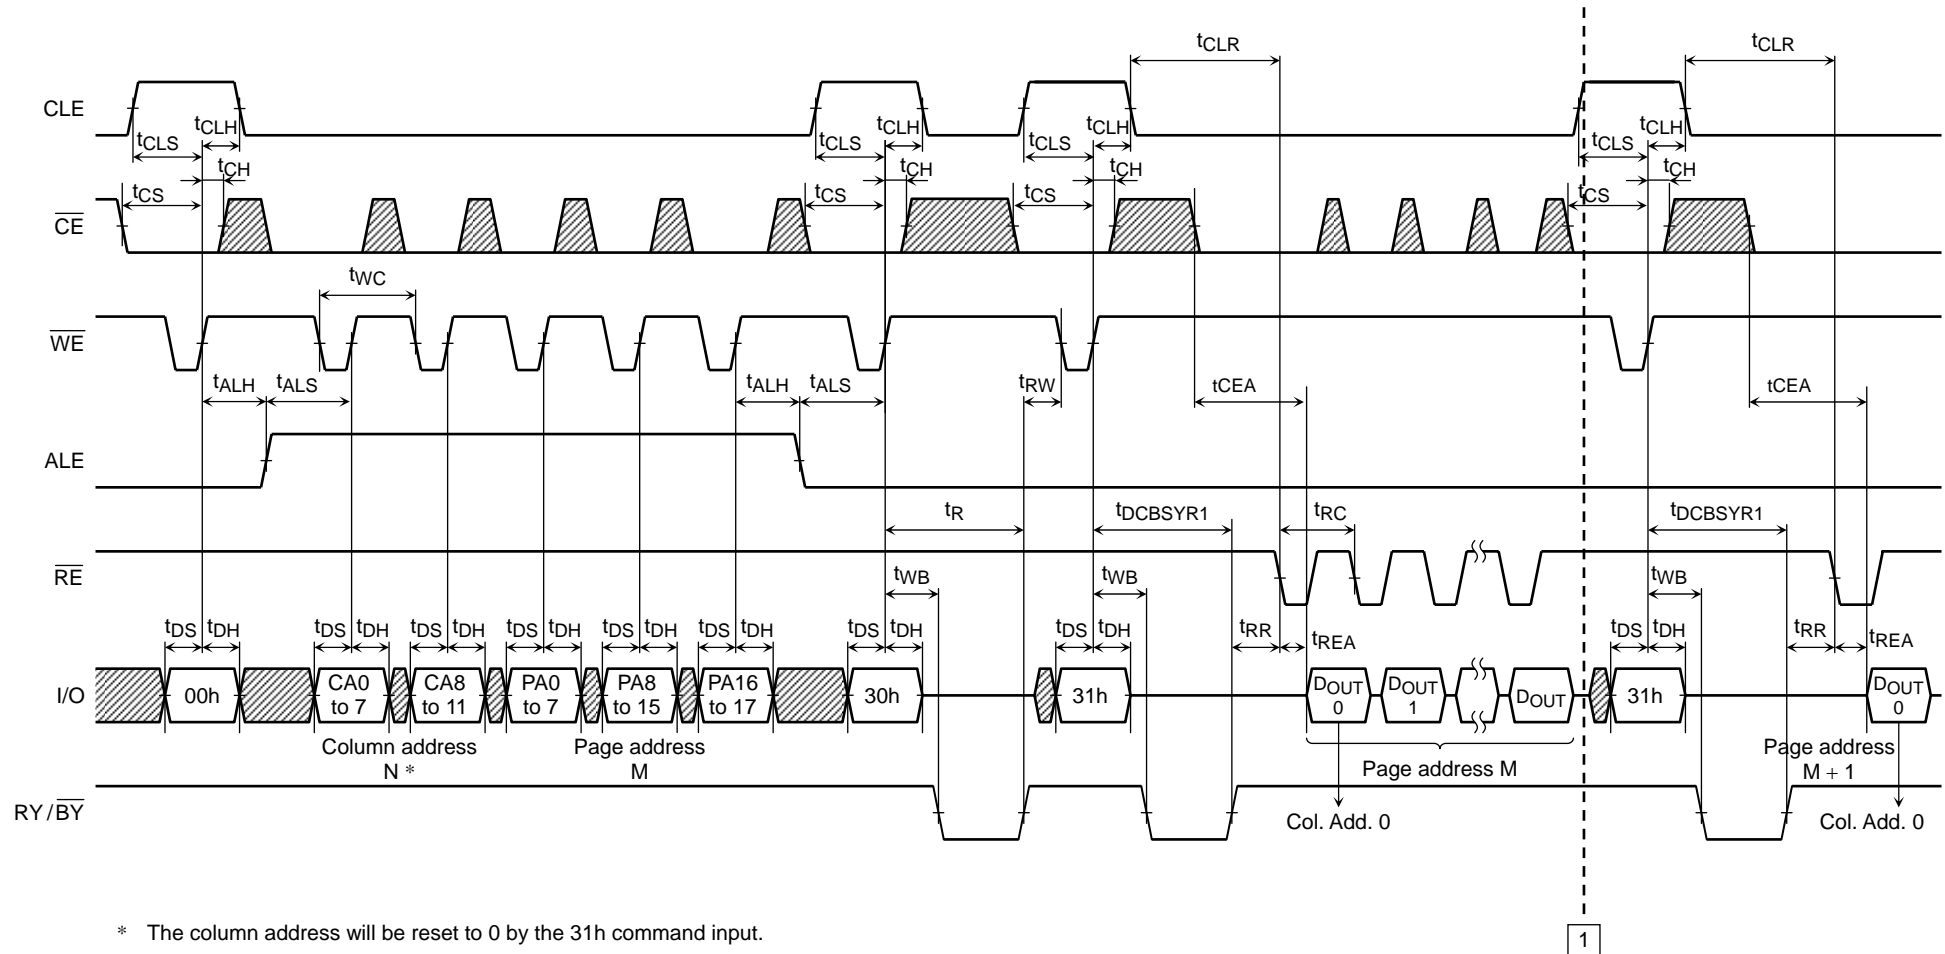 tCLR tCLR
CLE
tCLS tCLH tCLS tCLH tCLS tCLH tCLS tCLH
tCH tCH tCH tCH
tCS tCS tCS tCS
CE
tWC
WE
tALH tALS tALH tALS tRW tCEA tCEA
ALE
tR tDCBSYR1 tRC tDCBSYR1
RE
tWB tWB tWB
tDS tDH tDS tDH tDS tDH tDS tDH tDS tDH tDS tDH tDS tDH tDS tDH tRR tREA tDS tDH tRR tREA
I/O
00h
CA0 to 7
CA8 to 11
PA0 to 7
PA8 to 15
PA16 to 17
30h
31h
DOUT 0
DOUT 1
DOUT
31h
DOUT 0
Column address
N *
Page address
M
Page address M
Page address
M + 1
RY/BY
Col. Add. 0
Col. Add. 0
* The column address will be reset to 0 by the 31h command input.
1